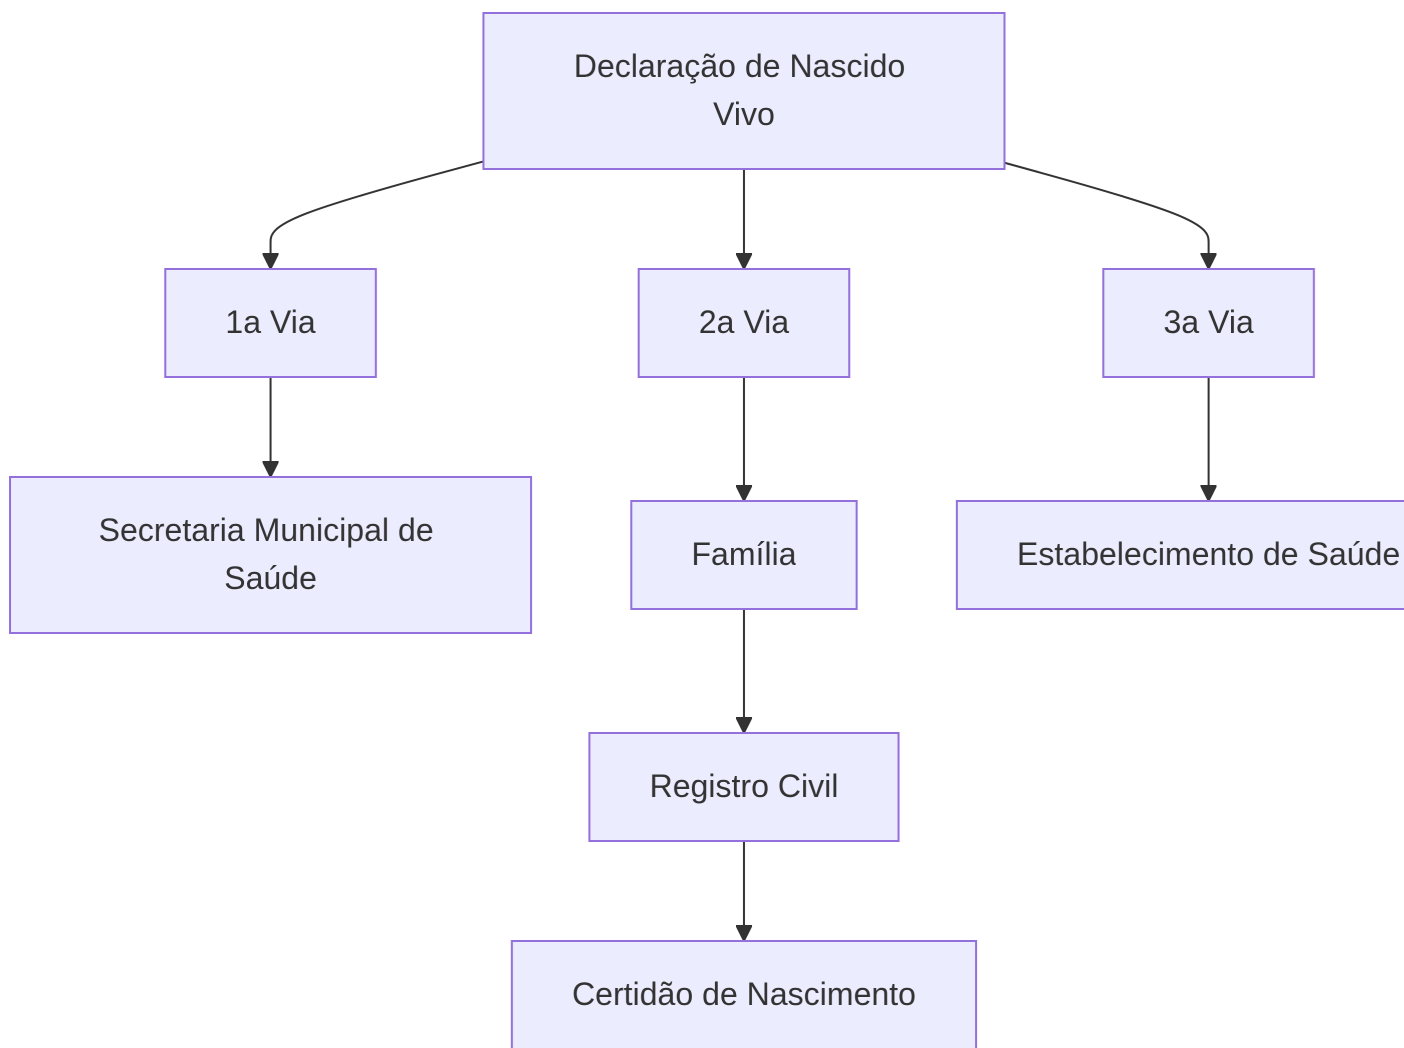 Declaração de Nascido
Vivo
1a Via
2a Via
3a Via
Secretaria Municipal de
Saúde
Família
Estabelecimento de Saúde
Registro Civil
Certidão de Nascimento